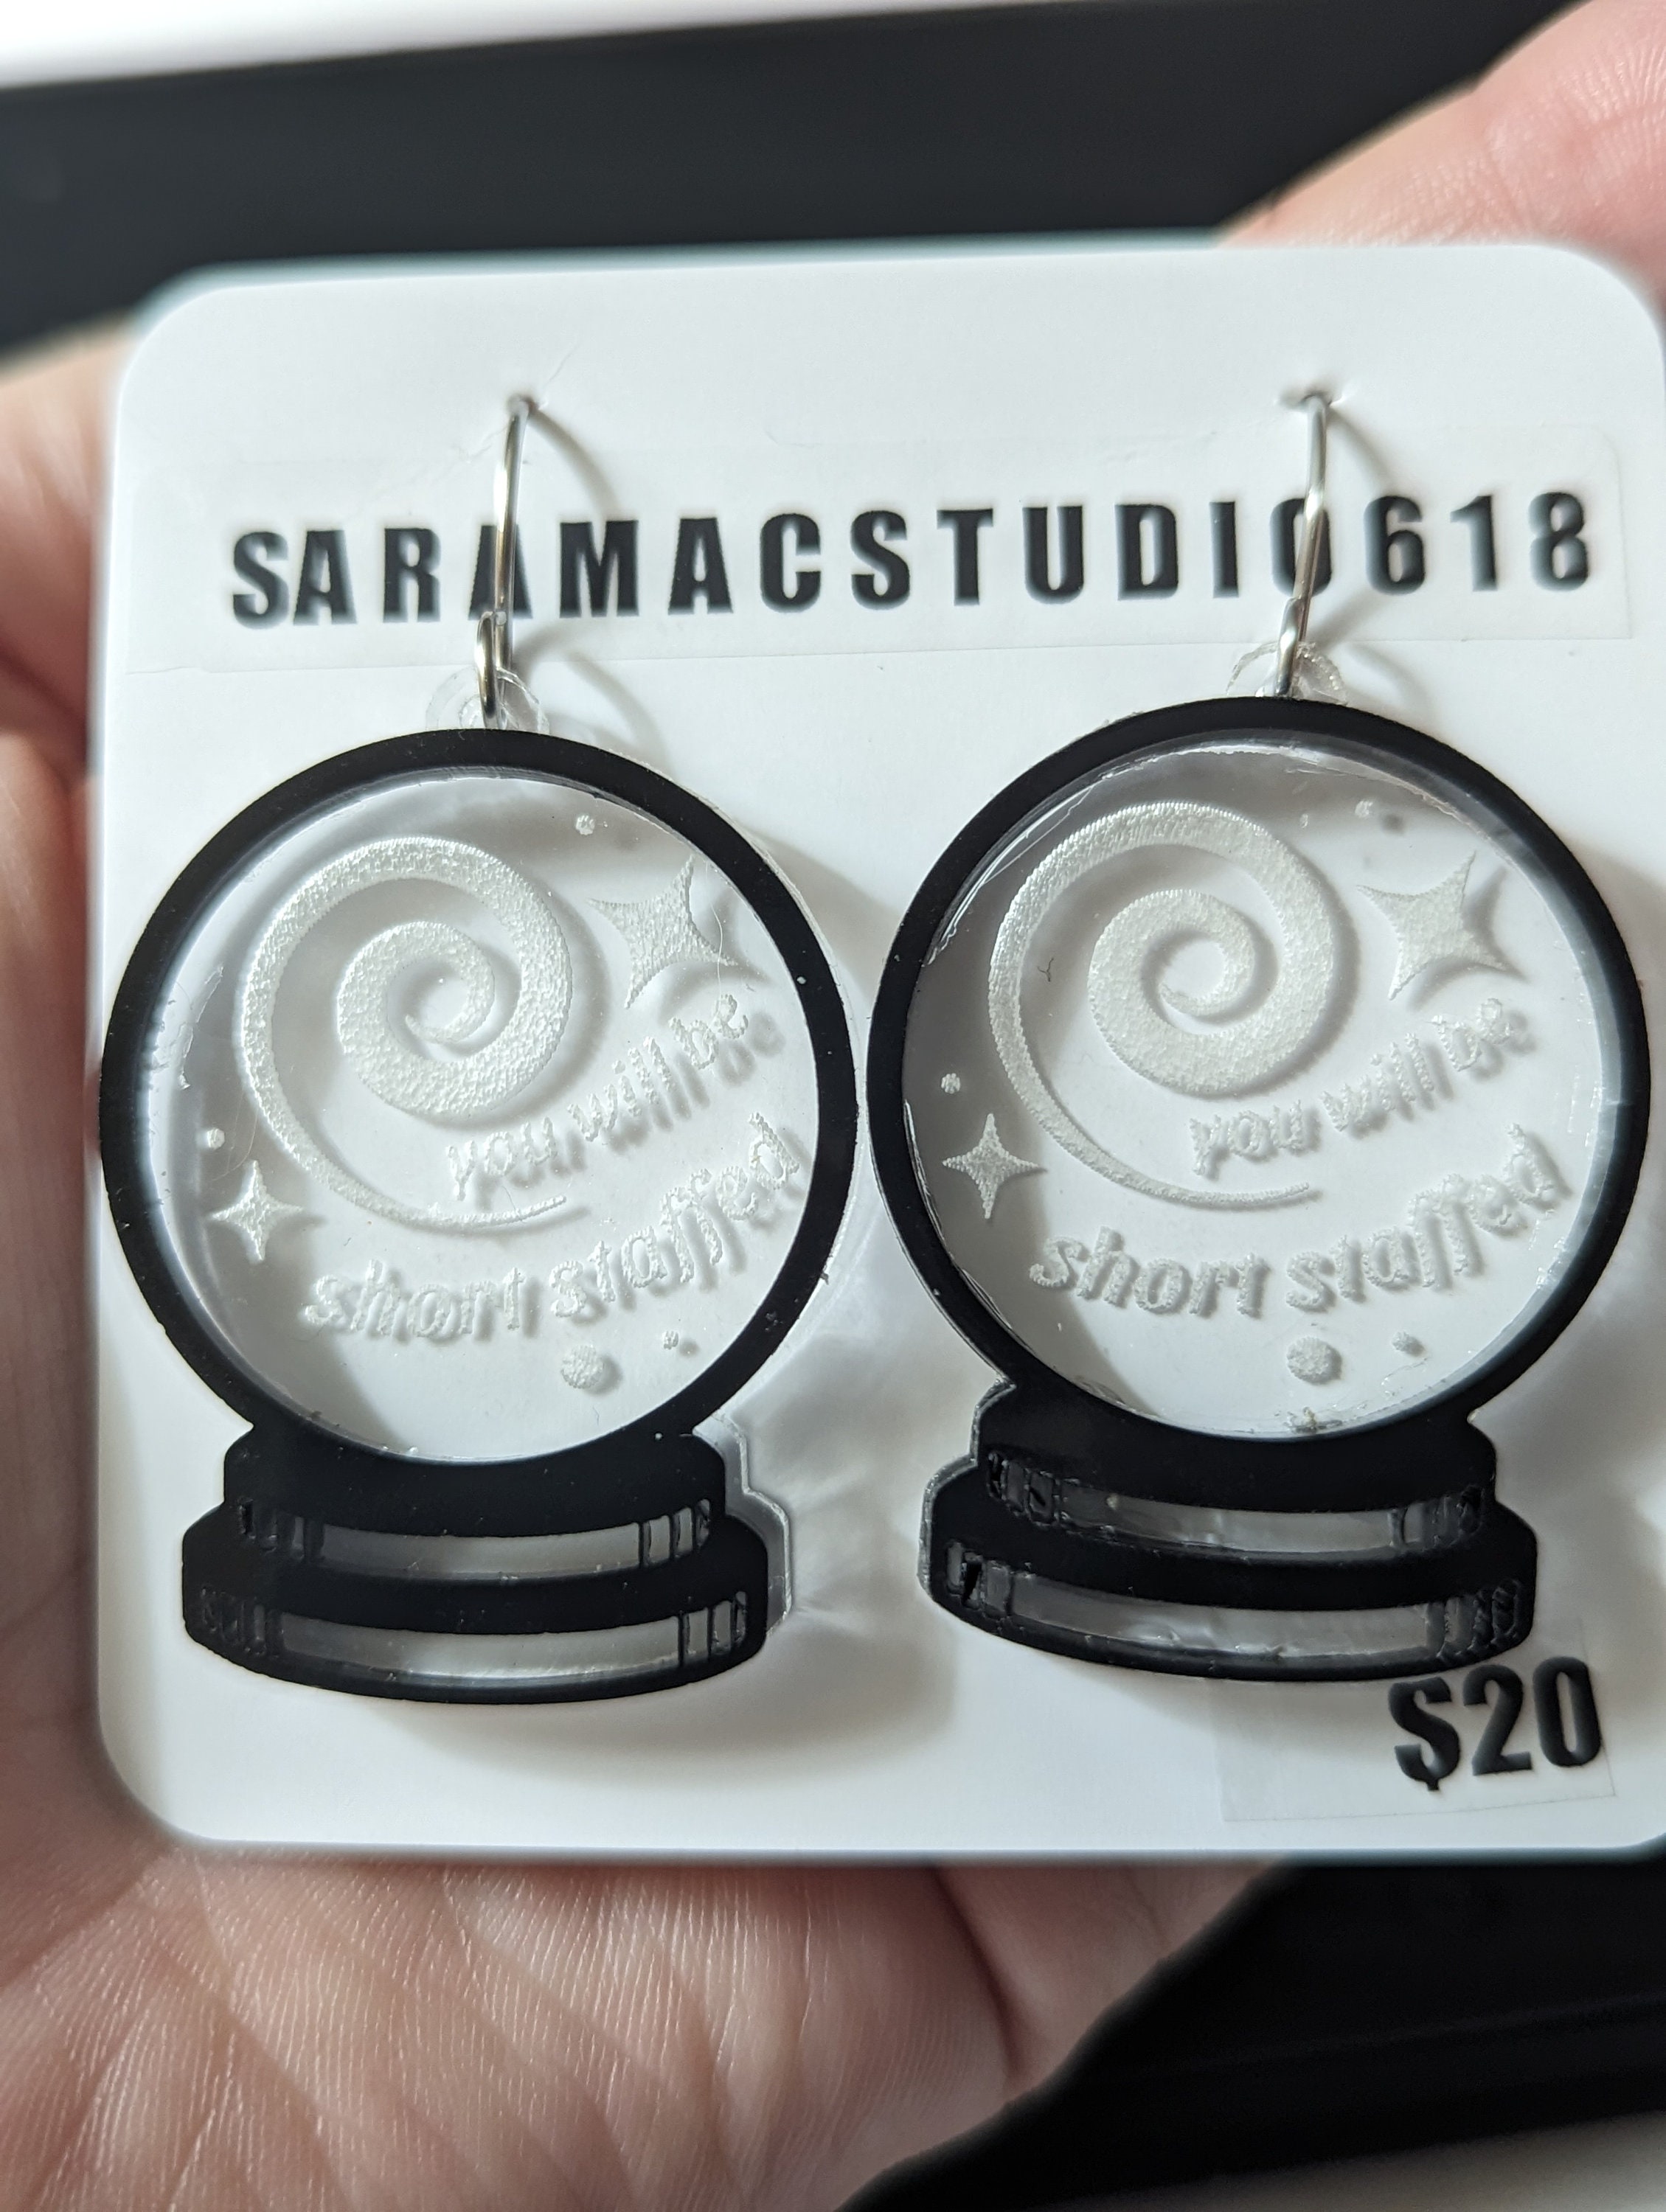 SARAMACSTUDIO618
you will be
short staffed
you will be
short staffed
$20